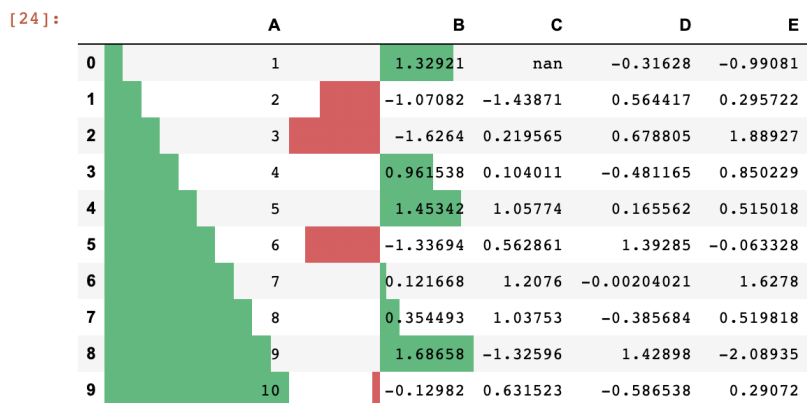 [24]:
A B C D E
0 1 1.32921 nan -0.31628 -0.99081
1 2 -1.07082 -1.43871 0.564417 0.295722
2 3 -1.6264 0.219565 0.678805 1.88927
3 4 0.961538 0.104011 -0.481165 0.850229
4 5 1.45342 1.05774 0.165562 0.515018
5 6 -1.33694 0.562861 1.39285 -0.063328
6 7 0.121668 1.2076 -0.00204021 1.6278
7 8 0.354493 1.03753 -0.385684 0.519818
8 9 1.68658 -1.32596 1.42898 -2.08935
9 10 -0.12982 0.631523 -0.586538 0.29072